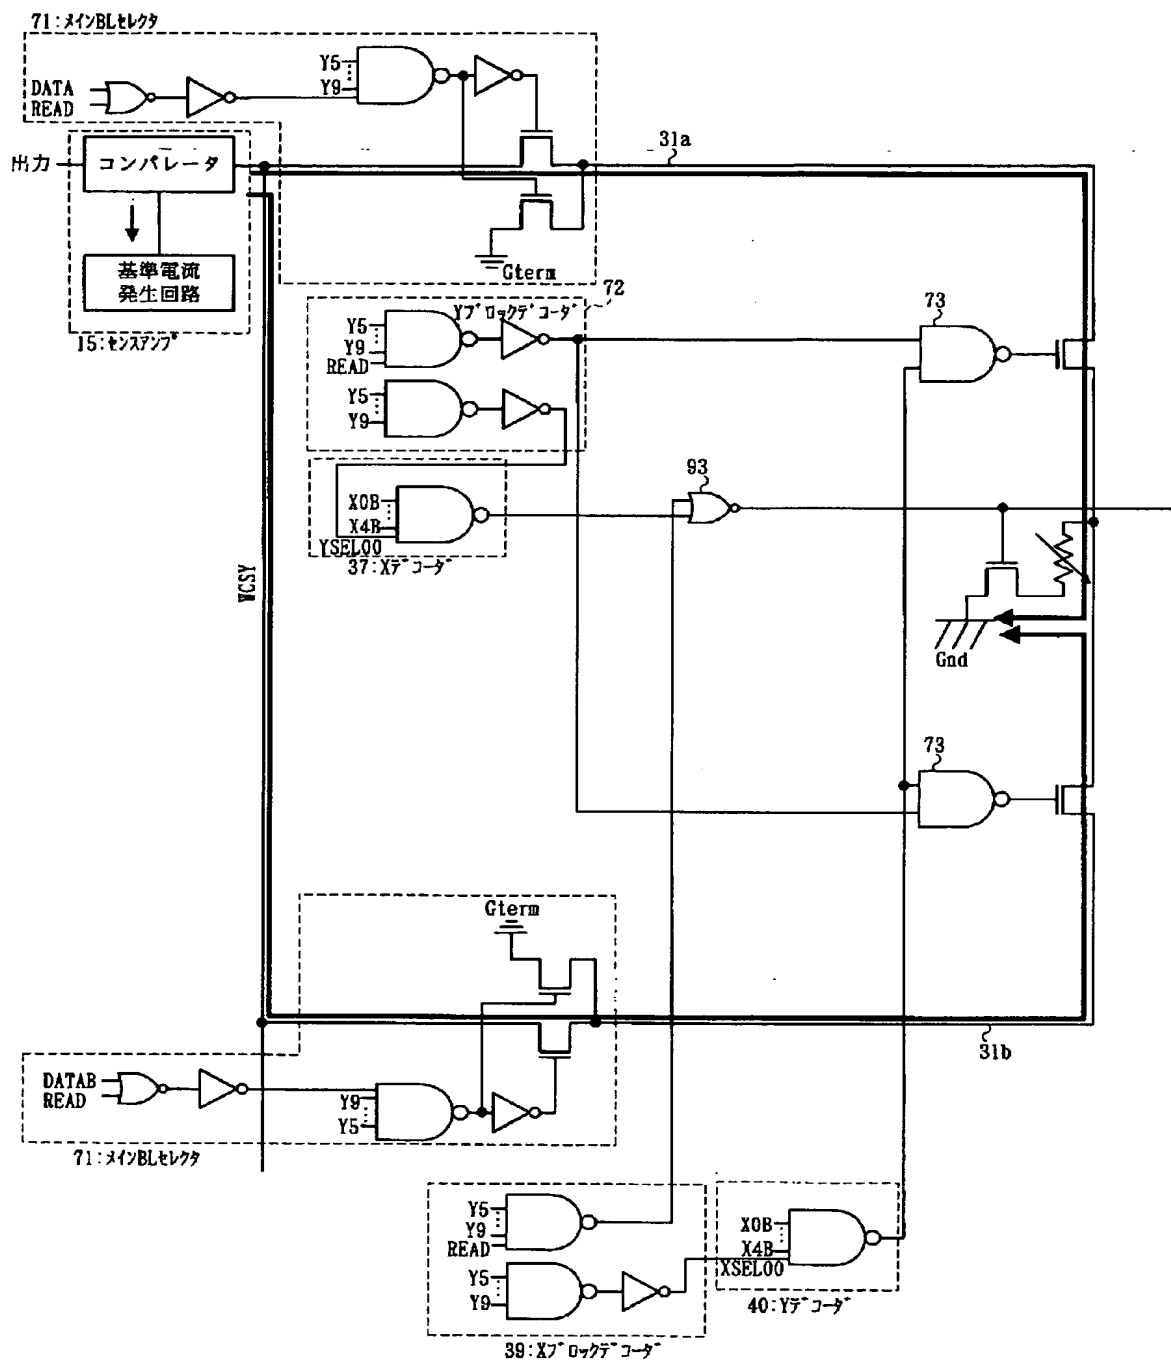 71:メインBLセレクタ
Y5
Y9
DATA
READ
31a
出力
コンパレータ
基準電流
発生回路
15:センスアンプ
Gterm
72
Yブロックデコーダ
Y5
Y9
READ
Y5
Y9
73
93
X0B
X4B
YSEL00
37:Xデコーダ
WCSY
Gnd
73
Gterm
31b
DATAB
READ
Y9
Y5
71:メインBLセレクタ
Y5
Y9
READ
Y5
Y9
39:Xブロックデコーダ
X0B
X4B
XSEL00
40:Yデコーダ